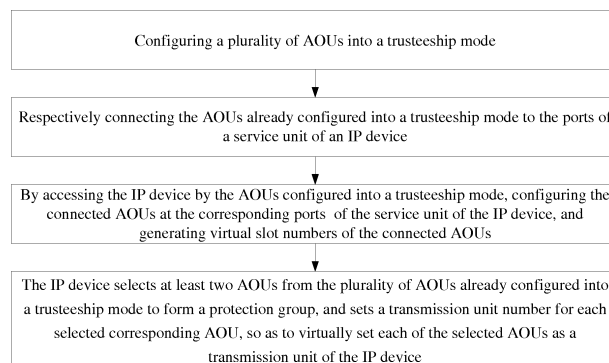 Configuring a plurality of AOUs into a trusteeship mode
Respectively connecting the AOUs already configured into a trusteeship mode to the ports of
a service unit of an IP device
By accessing the IP device by the AOUs configured into a trusteeship mode, configuring the
connected AOUs at the corresponding ports of the service unit of the IP device, and
generating virtual slot numbers of the connected AOUs
The IP device selects at least two AOUs from the plurality of AOUs already configured into
a trusteeship mode to form a protection group, and sets a transmission unit number for each
selected corresponding AOU, so as to virtually set each of the selected AOUs as a
transmission unit of the IP device